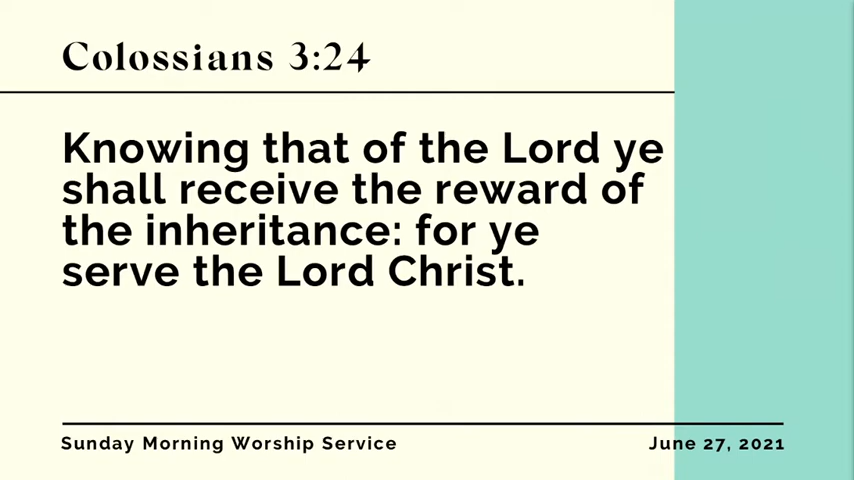 Colossians 3:24
Knowing that of the Lord ye
shall receive the reward of
the inheritance: for ye
serve the Lord Christ.
Sunday Morning Worship Service
June 27, 2021